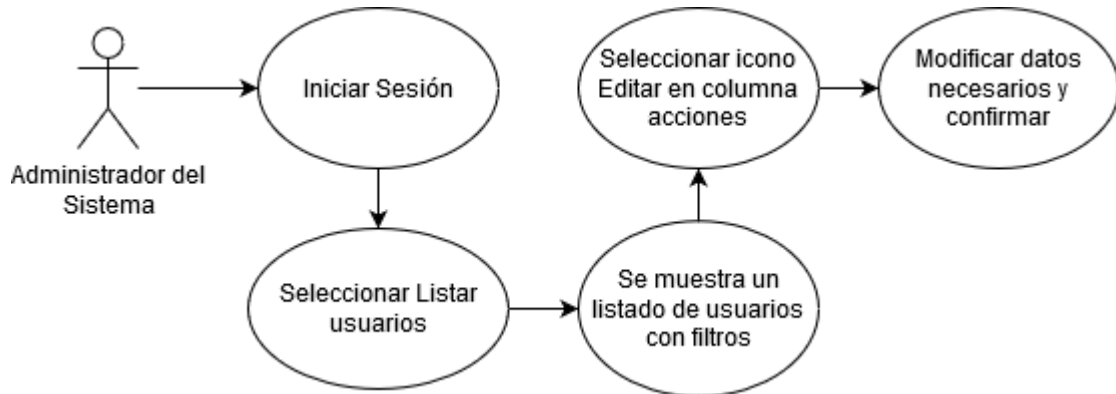 Administrador del
Sistema
Iniciar Sesión
Seleccionar Listar
usuarios
Se muestra un
listado de usuarios
con filtros
Seleccionar icono
Editar en columna
acciones
Modificar datos
necesarios y
confirmar